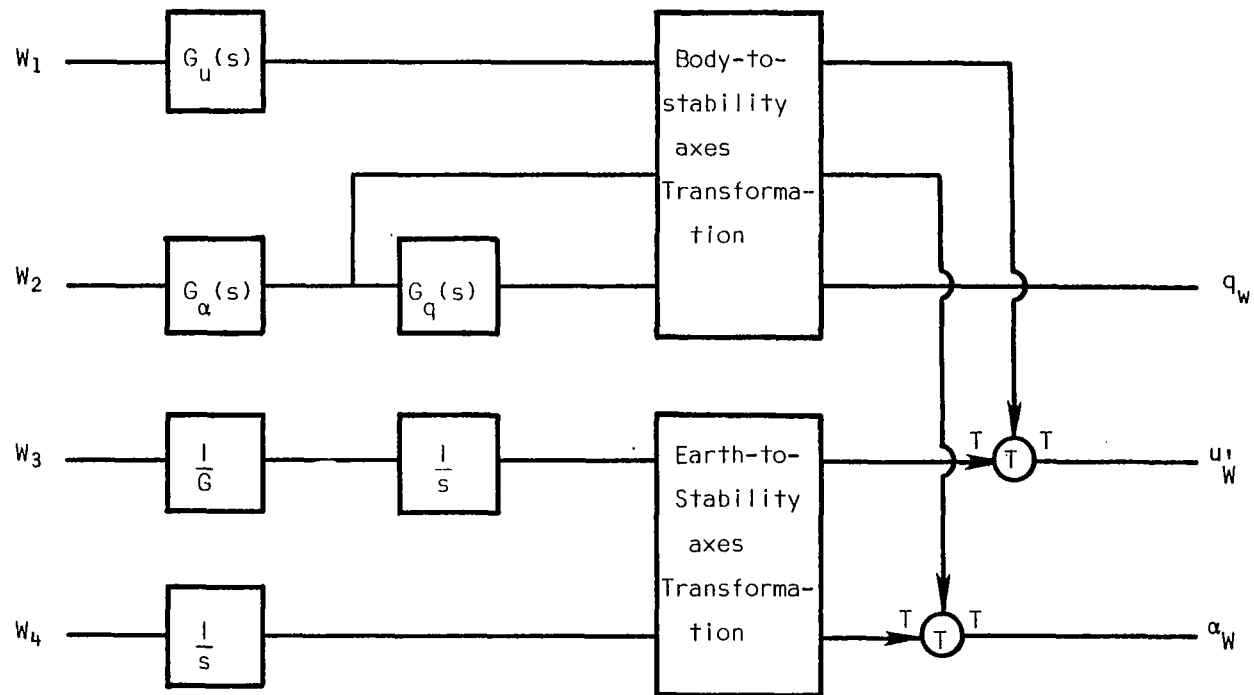 W1
G_u(s)
Body-to-
stability
axes
Transforma-
tion
W2
G_α(s)
G_q(s)
q_w
W3
1
G
1
s
Earth-to-
Stability
axes
Transforma-
tion
T
T
T
u'_W
W4
1
s
T
T
T
α_W